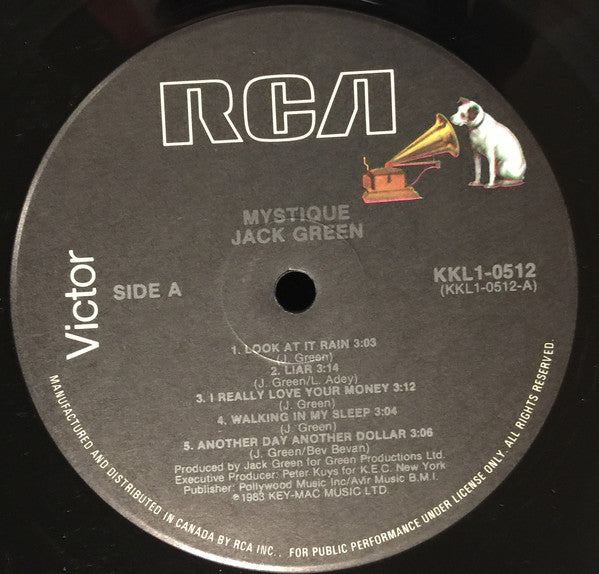 RCA
MYSTIQUE
JACK GREEN
Victor
SIDE A
KKL1-0512
(KKL1-0512-A)
1. LOOK AT IT RAIN 3:03
(J. Green)
2. LIAR 3:14
(J. Green/L. Adey)
3. I REALLY LOVE YOUR MONEY 3:12
(J. Green)
4. WALKING IN MY SLEEP 3:04
(J. Green)
5. ANOTHER DAY ANOTHER DOLLAR 3:06
(J. Green/Bev Bevan)
Produced by Jack Green for Green Productions Ltd.
Executive Producer: Peter Kuys for K.E.C. New York
Publisher: Pollywood Music Inc/Avir Music B.M.I.
℗1983 KEY-MAC MUSIC LTD.
MANUFACTURED AND DISTRIBUTED IN CANADA BY RCA INC., FOR PUBLIC PERFORMANCE UNDER LICENSE ONLY. ALL RIGHTS RESERVED.